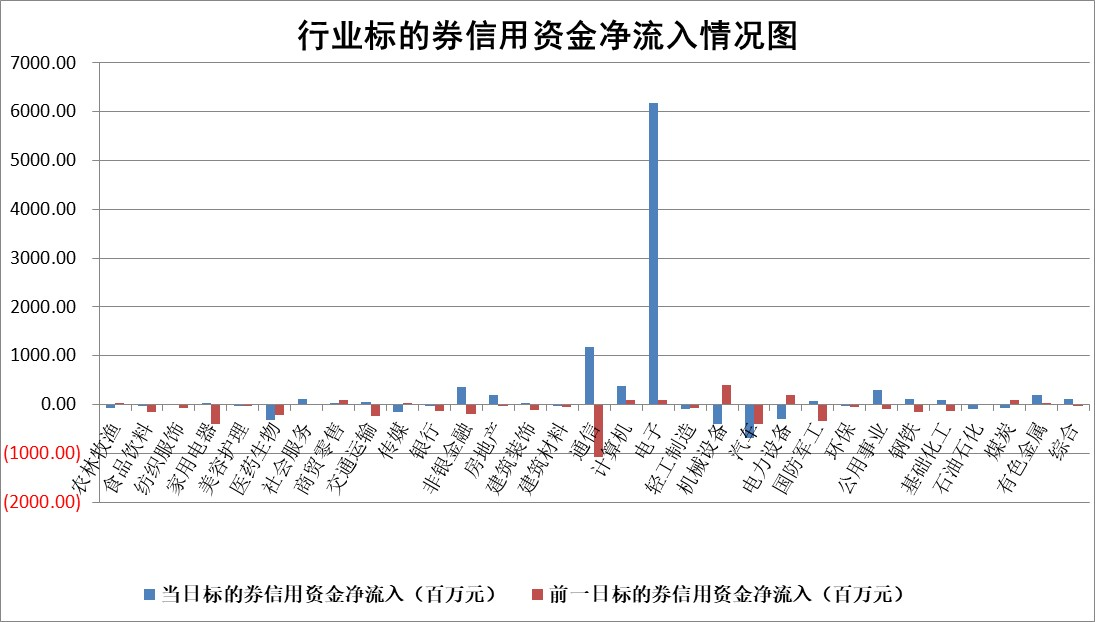 行业标的券信用资金净流入情况图
7000.00
6000.00
5000.00
4000.00
3000.00
2000.00
1000.00
0.00
(1000.00)
(2000.00)
农林牧渔
食品饮料
纺织服饰
家用电器
美容护理
医药生物
社会服务
商贸零售
交通运输
传媒
银行
非银金融
房地产
建筑装饰
建筑材料
通信
计算机
电子
轻工制造
机械设备
汽车
电力设备
国防军工
环保
公用事业
钢铁
基础化工
石油石化
煤炭
有色金属
综合
当日标的券信用资金净流入（百万元）
前一日标的券信用资金净流入（百万元）